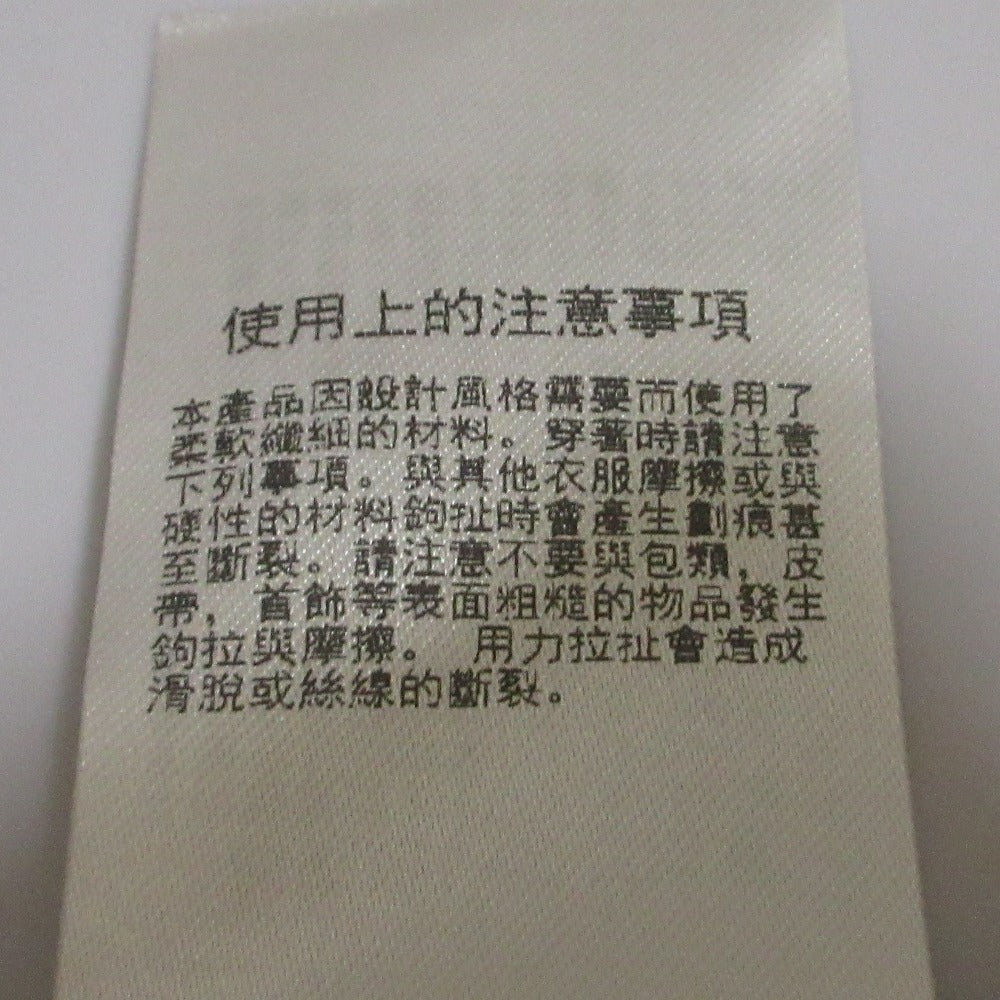 使用上的注意事項
本產品因設計風格需要而使用了
柔軟纖細的材料。穿著時請注意
下列事項。與其他衣服摩擦或與
硬性的材料鉤扯時會產生劃痕甚
至斷裂。請注意不要與包類，皮
帶，首飾等表面粗糙的物品發生
鉤拉與摩擦。 用力拉扯會造成
滑脫或絲線的斷裂。